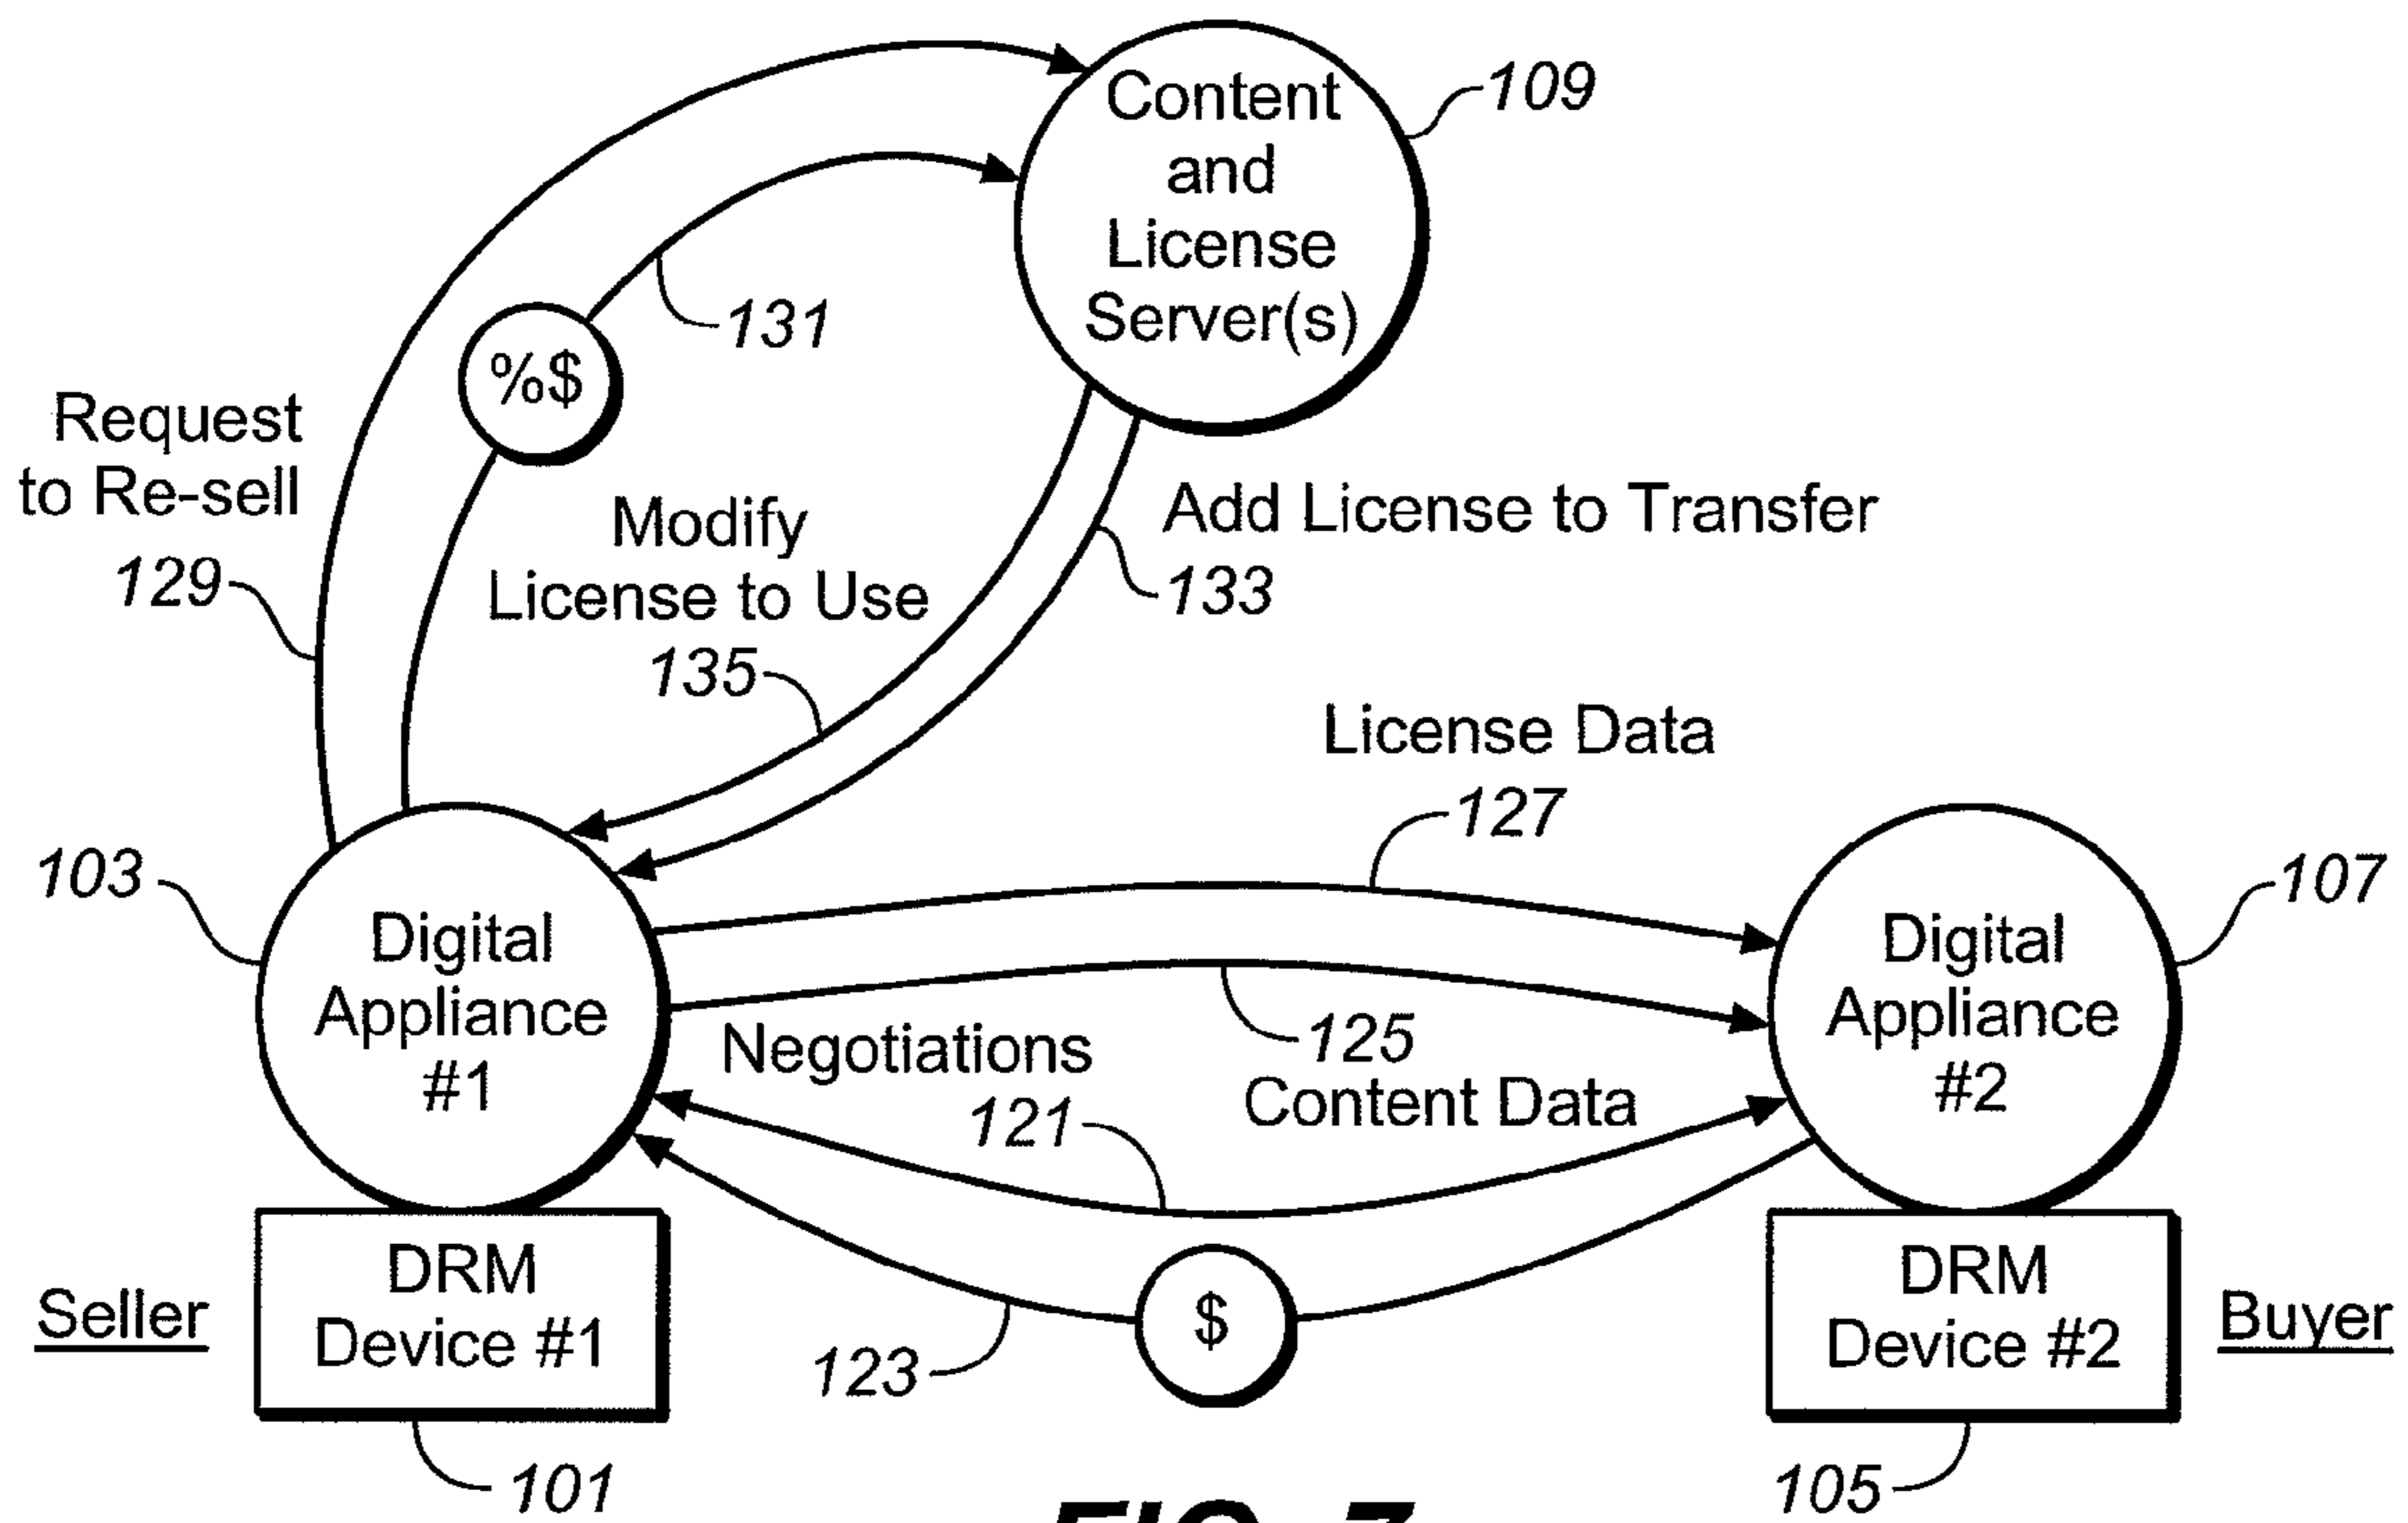 Content
and
License
Server(s)
109
131
%$
Request
to Re-sell
129
Modify
License to Use
135
Add License to Transfer
133
License Data
127
103
Digital
Appliance
#1
107
Digital
Appliance
#2
Negotiations
121
125
Content Data
Seller
DRM
Device #1
101
123
$
DRM
Device #2
105
Buyer
FIG. 7